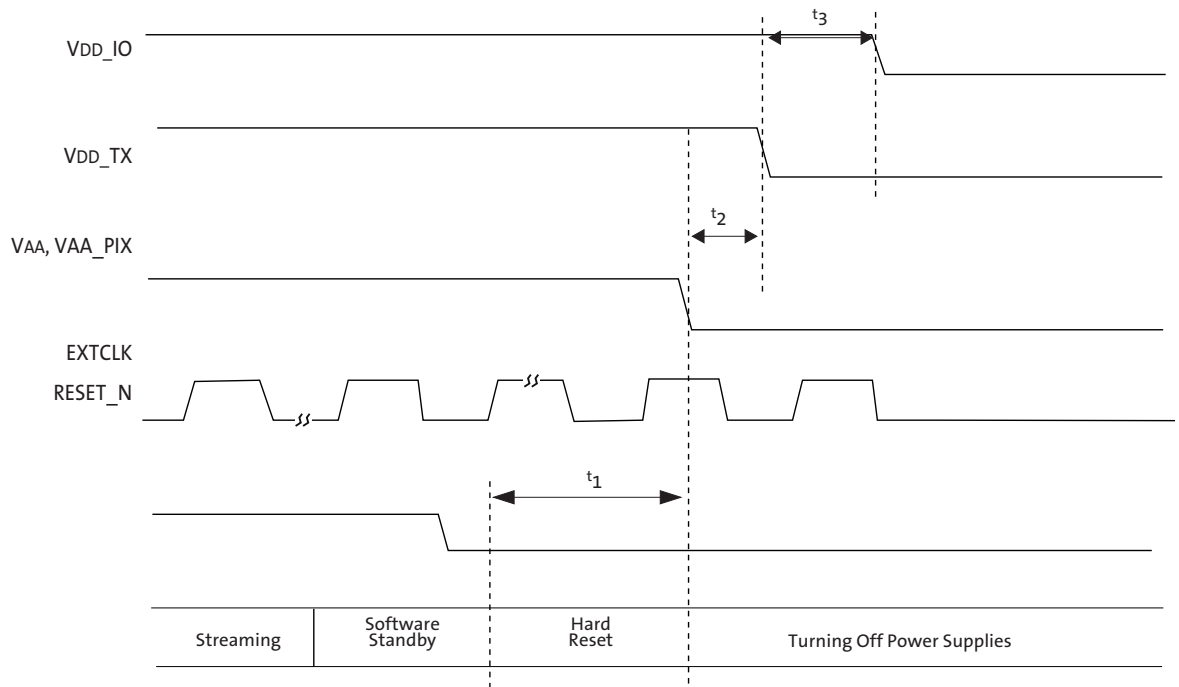 t3
VDD_IO
VDD_TX
t2
VAA, VAA_PIX
EXTCLK
RESET_N
t1
Streaming
Software
Standby
Hard
Reset
Turning Off Power Supplies